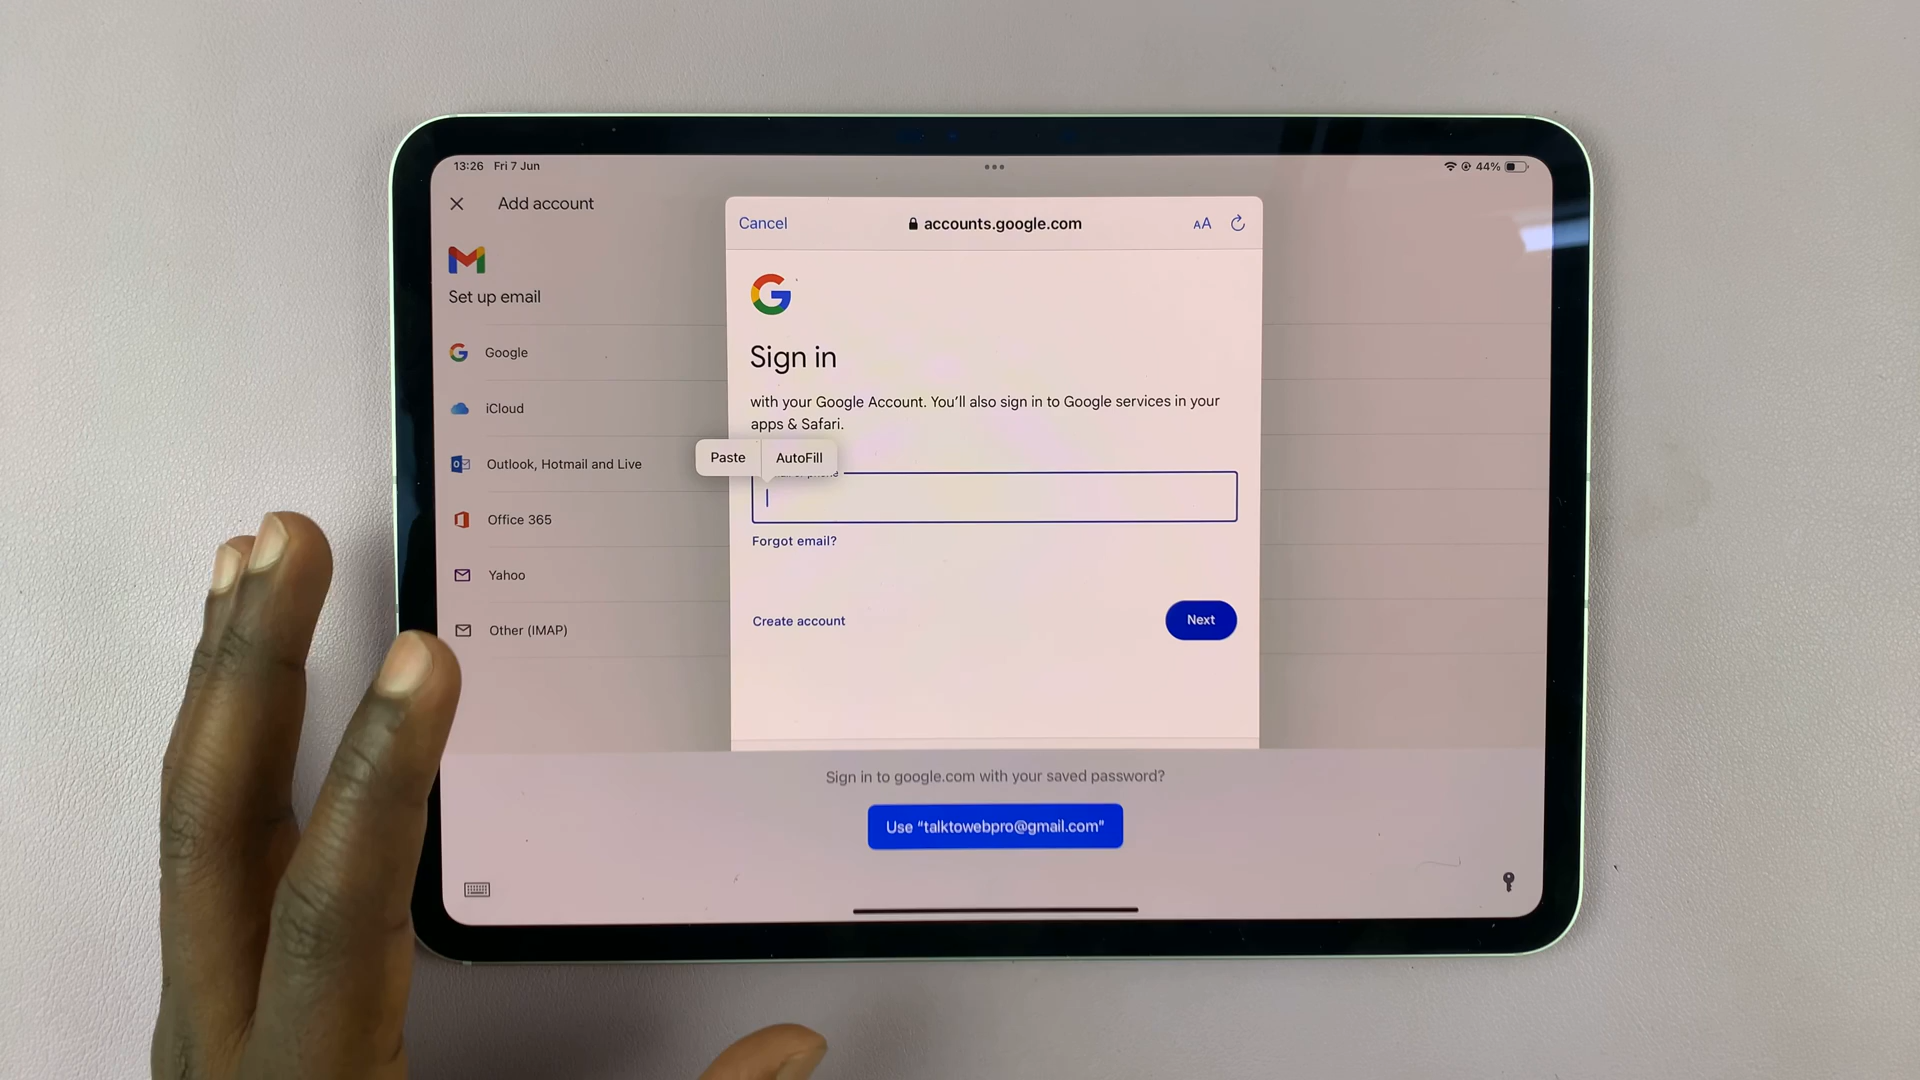 13:26 Fri 7 Jun
44%
Add account
Set up email
Google
iCloud
Outlook, Hotmail and Live
Office 365
Yahoo
Other (IMAP)
Cancel
accounts.google.com
AA
Sign in
with your Google Account. You'll also sign in to Google services in your
apps & Safari.
Paste
AutoFill
Forgot email?
Create account
Next
Sign in to google.com with your saved password?
Use "talktowebpro@gmail.com"